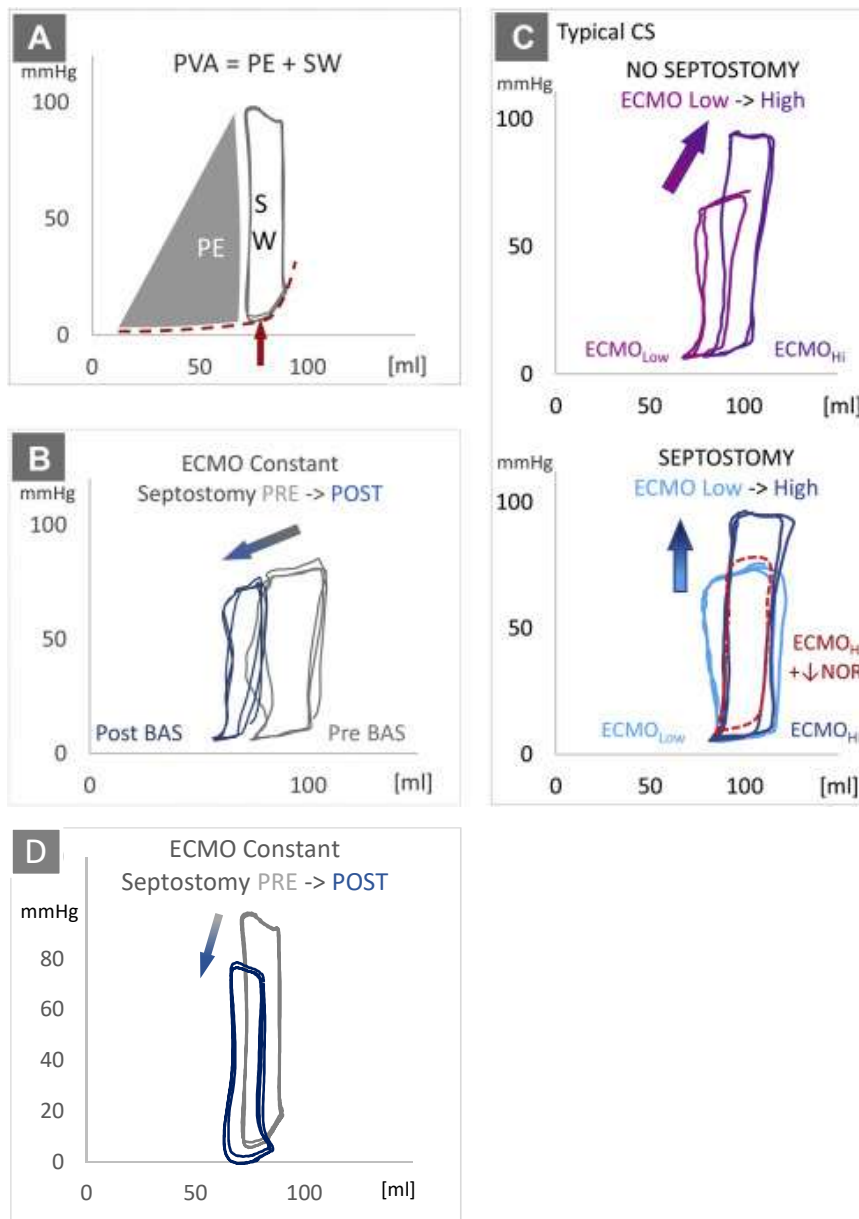 A
PVA = PE + SW
mmHg
100
50
0
PE
S
W
0
50
100
[ml]
B
ECMO Constant
Septostomy PRE -> POST
mmHg
100
50
0
Post BAS
Pre BAS
0
50
100
[ml]
C
Typical CS
NO SEPTOSTOMY
ECMO Low -> High
mmHg
100
50
0
ECMOLow
ECMOHi
0
50
100
[ml]
SEPTOSTOMY
ECMO Low -> High
mmHg
100
50
0
ECMOH
+↓NOR
ECMOLow
ECMOHi
0
50
100
[ml]
D
ECMO Constant
Septostomy PRE -> POST
mmHg
80
60
40
20
0
0
50
100
[ml]